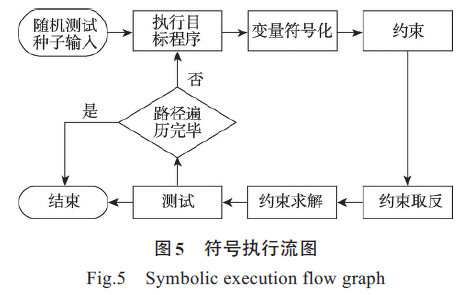 随机测试
种子输入
执行目
标程序
变量符号化
约束
否
是
路径遍
历完毕
结束
测试
约束求解
约束取反
图5 符号执行流图
Fig.5 Symbolic execution flow graph